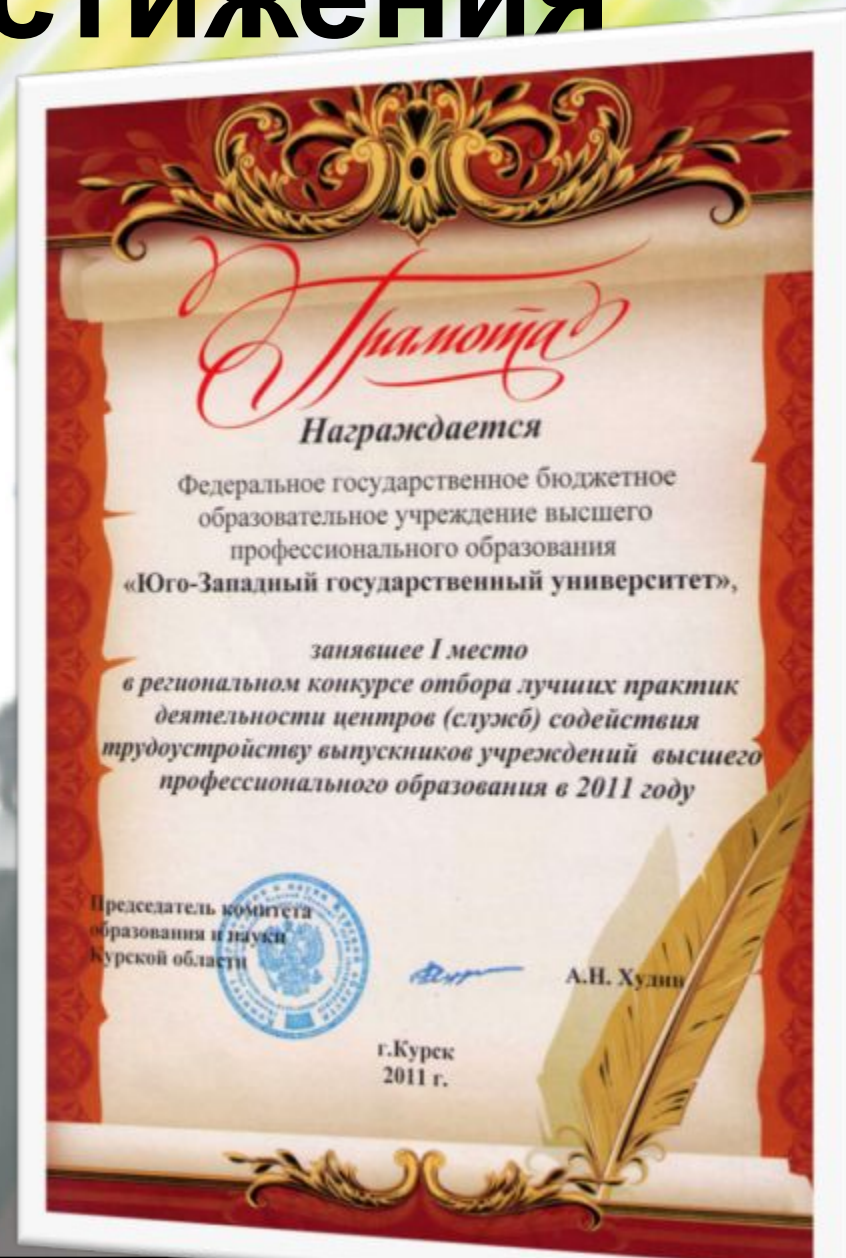 стижения
Грамота
Награждается
Федеральное государственное бюджетное
образовательное учреждение высшего
профессионального образования
«Юго-Западный государственный университет»,
занявшее I место
в региональном конкурсе отбора лучших практик
деятельности центров (служб) содействия
трудоустройству выпускников учреждений высшего
профессионального образования в 2011 году
Председатель комитета
образования и науки
Курской области
А.Н. Худин
г.Курск
2011 г.